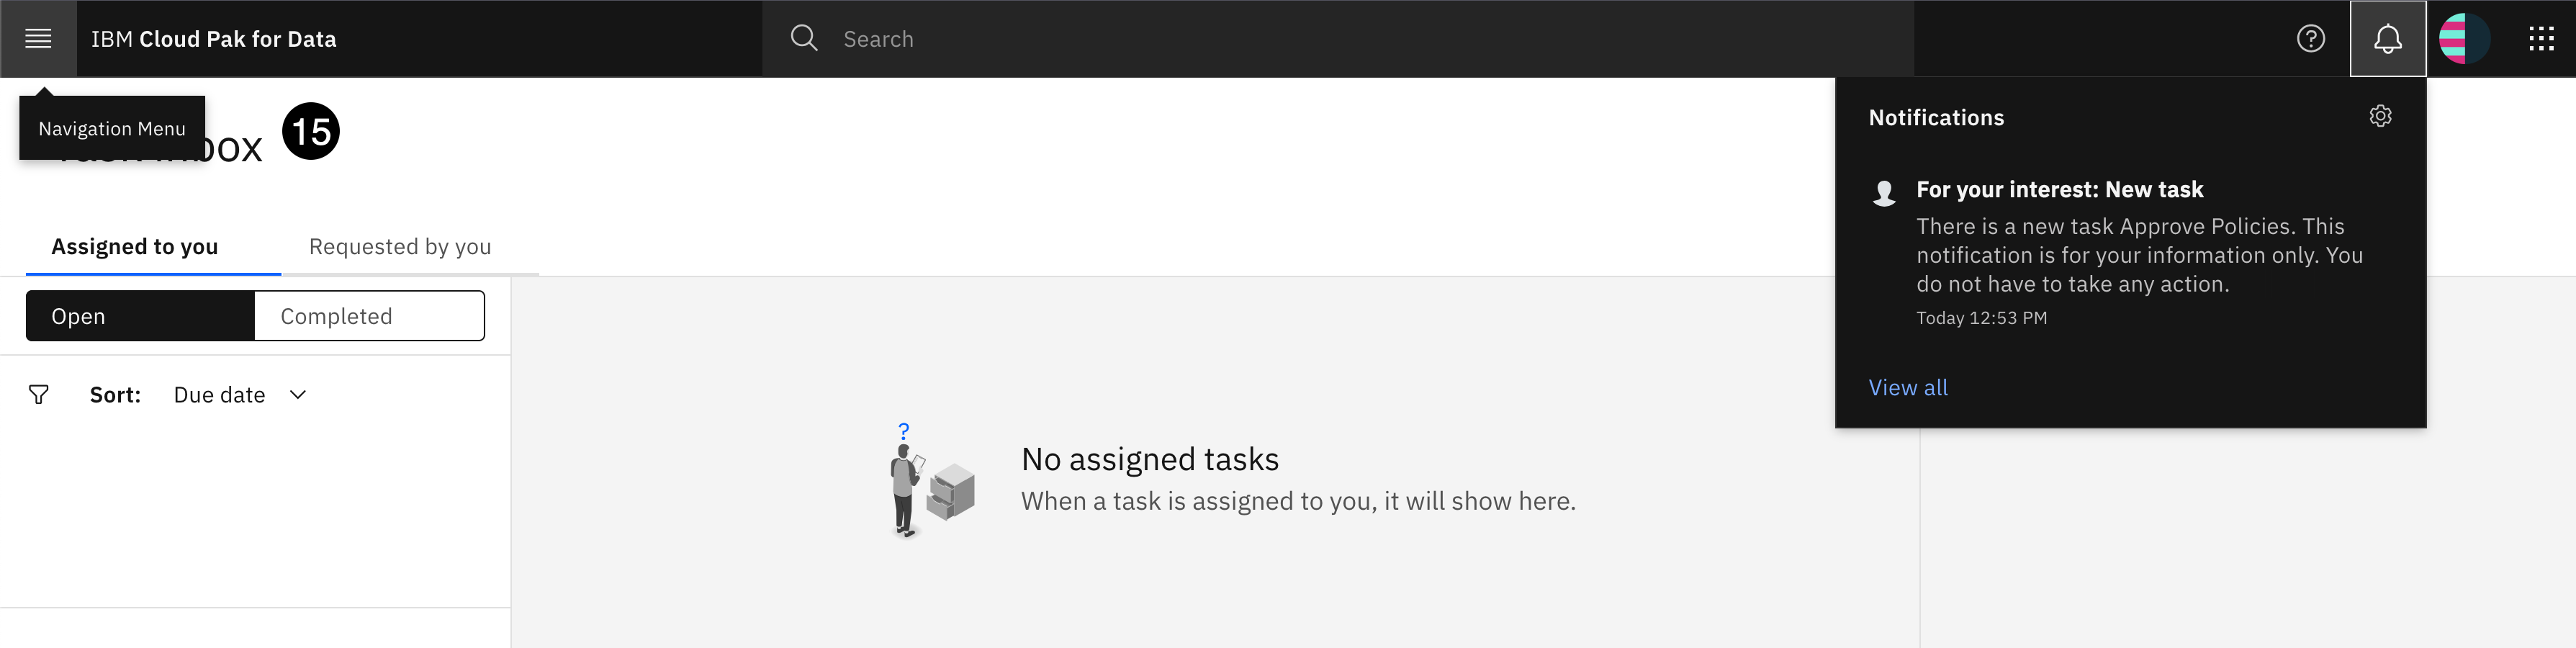 IBM Cloud Pak for Data
Search
Navigation Menu
15
Assigned to you
Requested by you
Open
Completed
Sort: Due date
?
No assigned tasks
When a task is assigned to you, it will show here.
Notifications
For your interest: New task
There is a new task Approve Policies. This
notification is for your information only. You
do not have to take any action.
Today 12:53 PM
View all